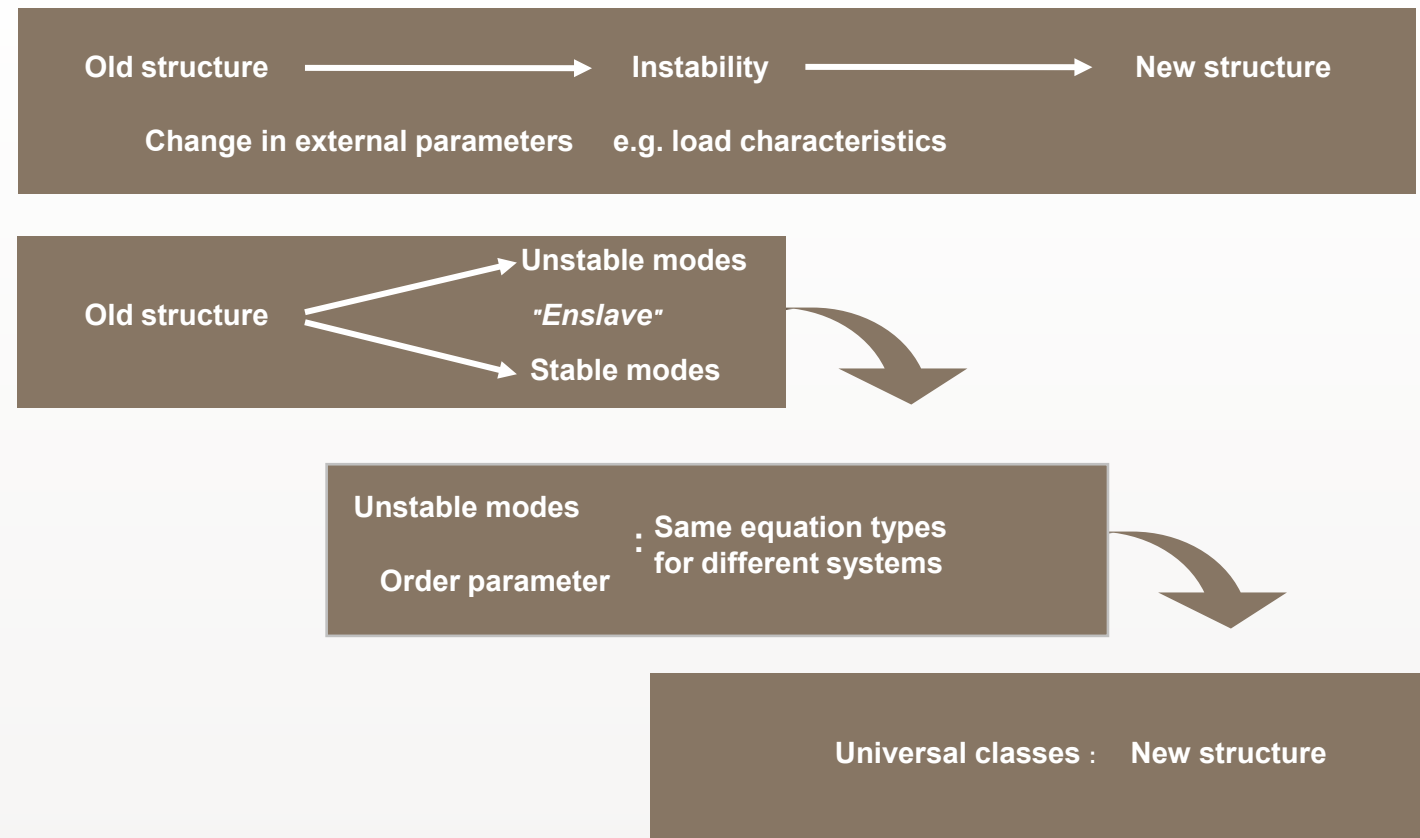 Old structure Instability New structure
Change in external parameters e.g. load characteristics
Unstable modes
Old structure "Enslave"
Stable modes
Unstable modes
: Same equation types
for different systems
Order parameter
Universal classes : New structure